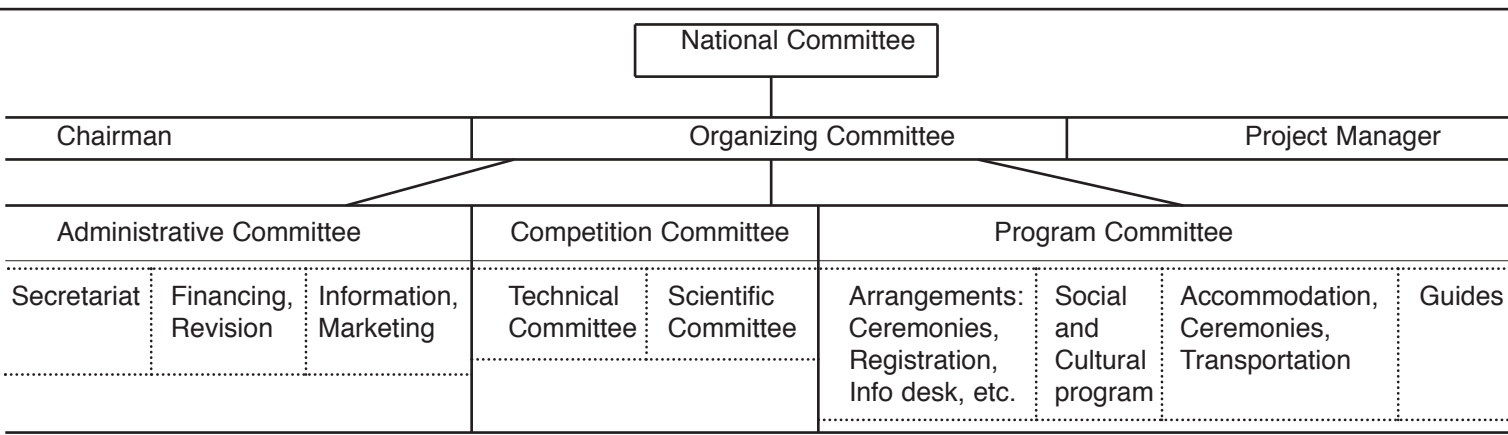 National Committee
Chairman
Organizing Committee
Project Manager
Administrative Committee
Competition Committee
Program Committee
Secretariat
Financing,
Revision
Information,
Marketing
Technical
Committee
Scientific
Committee
Arrangements:
Ceremonies,
Registration,
Info desk, etc.
Social
and
Cultural
program
Accommodation,
Ceremonies,
Transportation
Guides